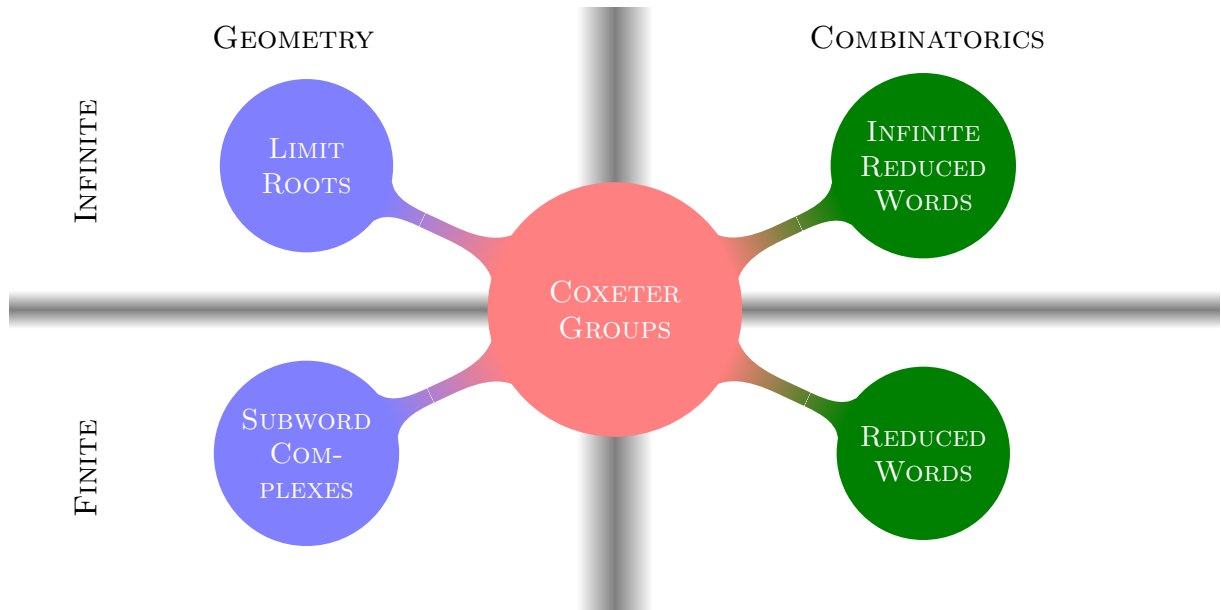 GEOMETRY
COMBINATORICS
INFINITE
LIMIT
ROOTS
INFINITE
REDUCED
WORDS
COXETER
GROUPS
FINITE
SUBWORD
COM-
PLEXES
REDUCED
WORDS